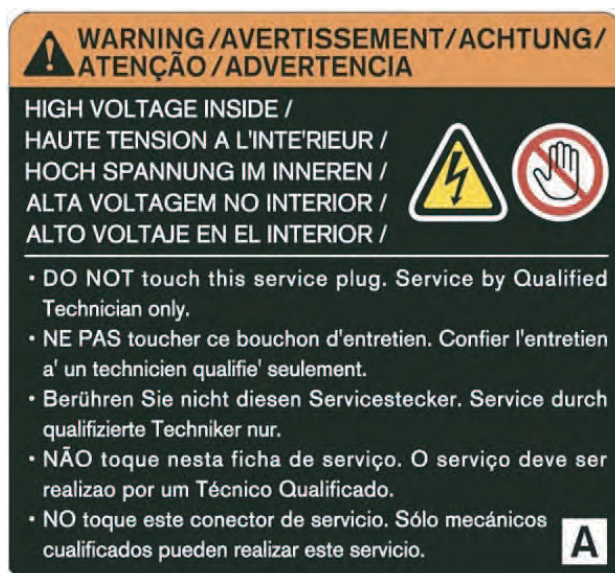 WARNING/AVERTISSEMENT/ACHTUNG/
ATENÇÃO/ADVERTENCIA
HIGH VOLTAGE INSIDE /
HAUTE TENSION A L'INTE'RIEUR /
HOCH SPANNUNG IM INNEREN /
ALTA VOLTAGEM NO INTERIOR /
ALTO VOLTAJE EN EL INTERIOR /
· DO NOT touch this service plug. Service by Qualified
Technician only.
· NE PAS toucher ce bouchon d'entretien. Confier l'entretien
a' un technicien qualifie' seulement.
· Berühren Sie nicht diesen Servicestecker. Service durch
qualifizierte Techniker nur.
· NÃO toque nesta ficha de serviço. O serviço deve ser
realizao por um Técnico Qualificado.
· NO toque este conector de servicio. Sólo mecánicos
cualificados pueden realizar este servicio.
A